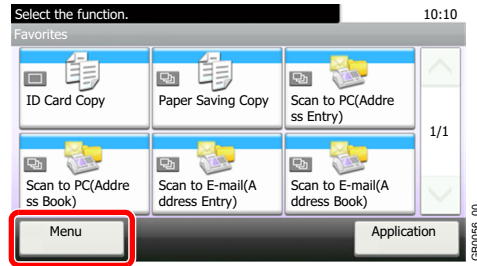 Select the function.
10:10
Favorites
ID Card Copy
Paper Saving Copy
Scan to PC(Addre
ss Entry)
1/1
Scan to PC(Addre
ss Book)
Scan to E-mail(A
ddress Entry)
Scan to E-mail(A
ddress Book)
Menu
Application
GB0056_00